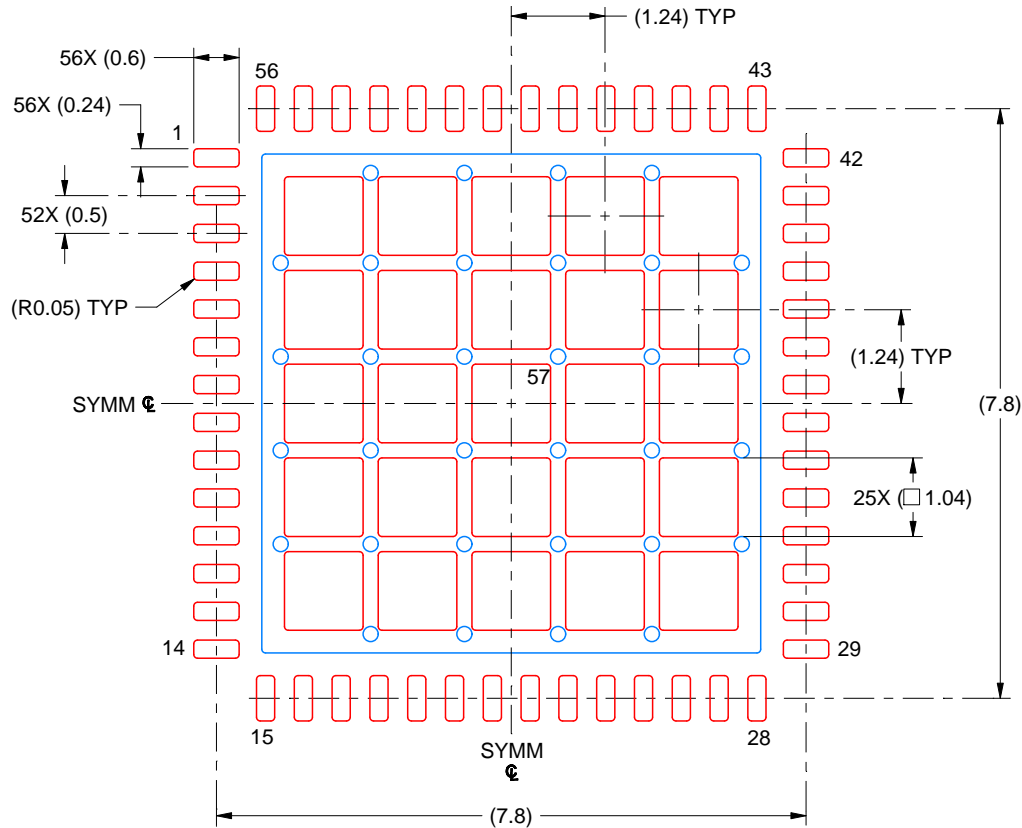 (1.24) TYP
56X (0.6)
56
43
56X (0.24)
1
42
52X (0.5)
(R0.05) TYP
(1.24) TYP
57
SYMM ℄
(7.8)
25X (□ 1.04)
14
29
15
28
SYMM
℄
(7.8)